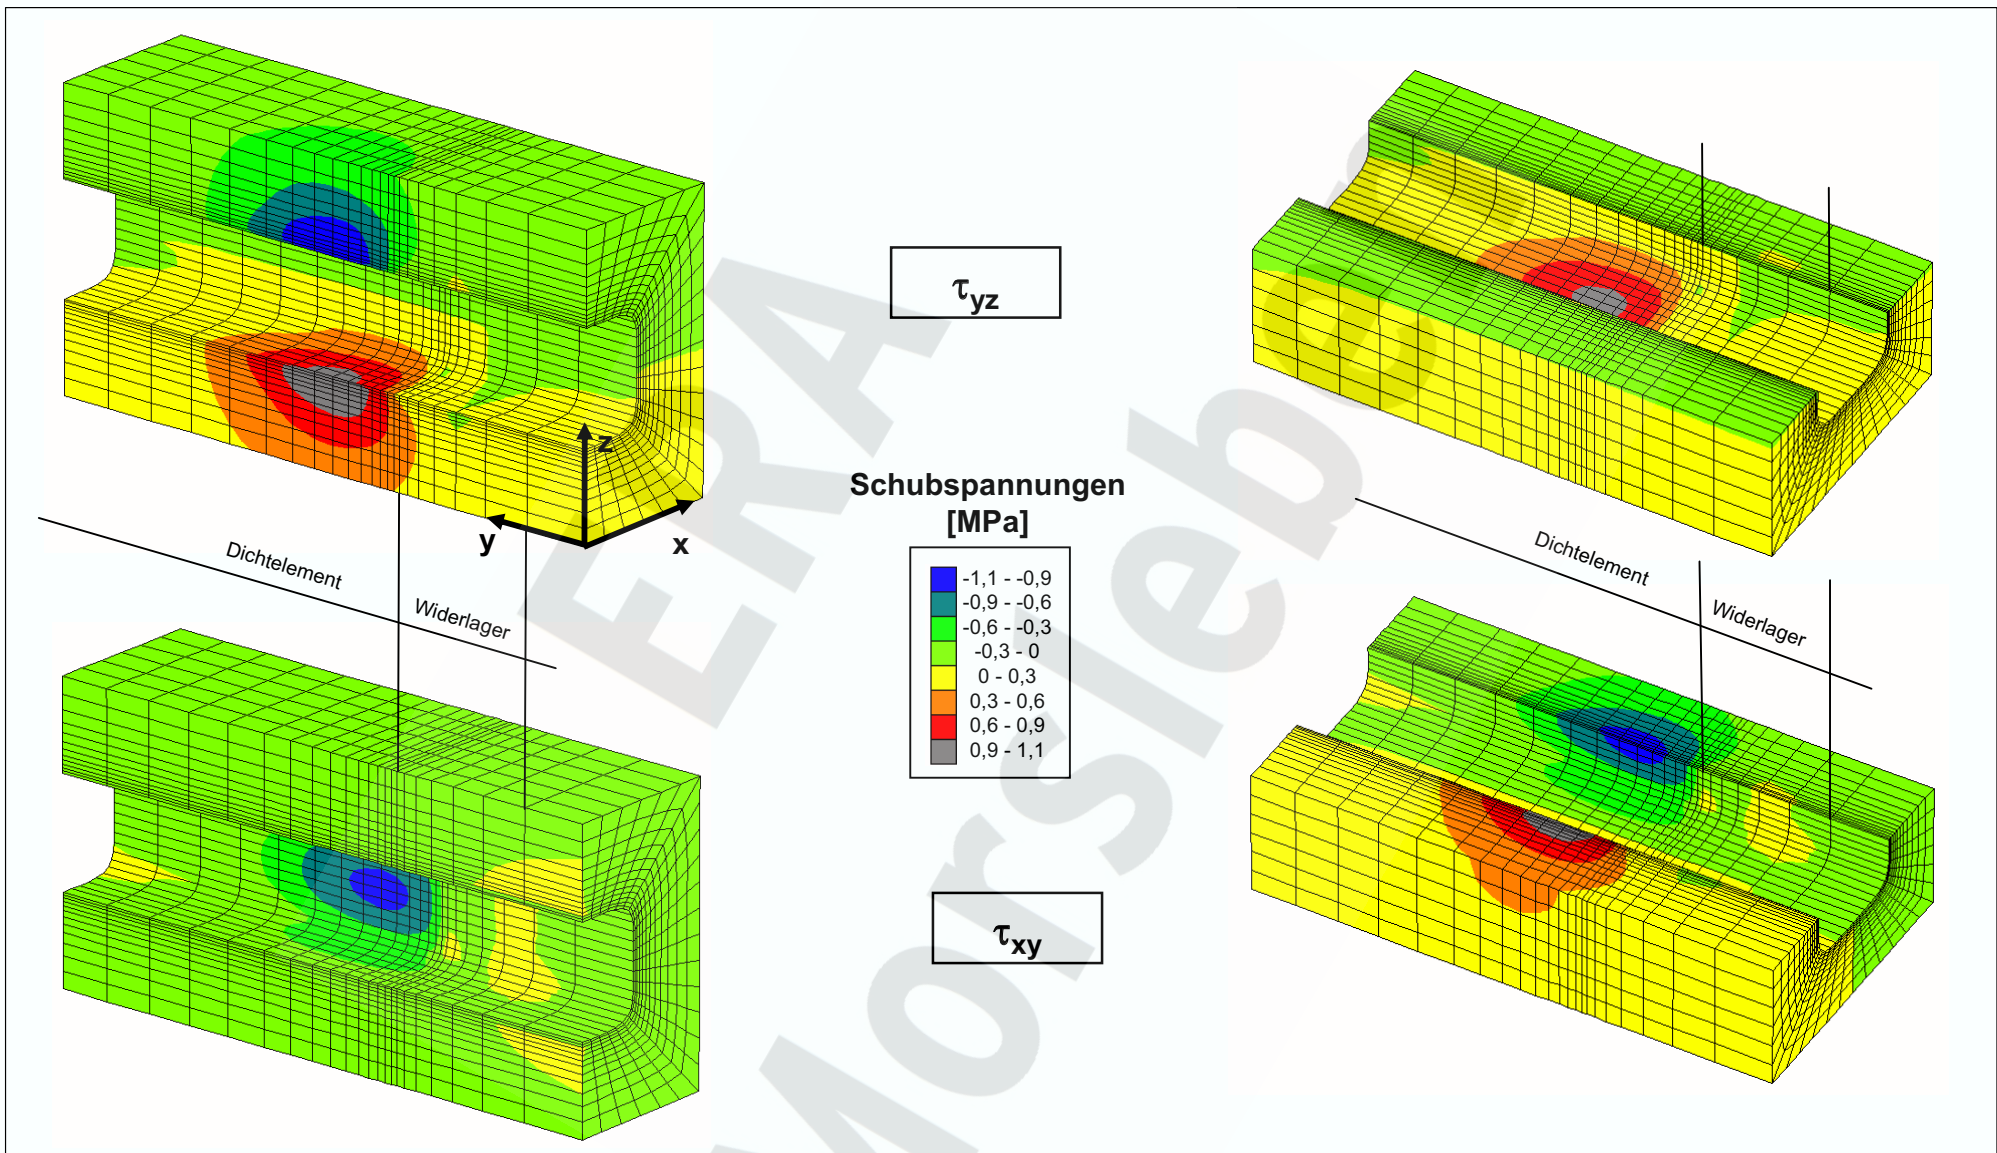 τyz
z
y
x
Schubspannungen
[MPa]
-1,1 - -0,9
-0,9 - -0,6
-0,6 - -0,3
-0,3 - 0
0 - 0,3
0,3 - 0,6
0,6 - 0,9
0,9 - 1,1
Dichtelement
Widerlager
Dichtelement
Widerlager
τxy
ERA
Morsleben